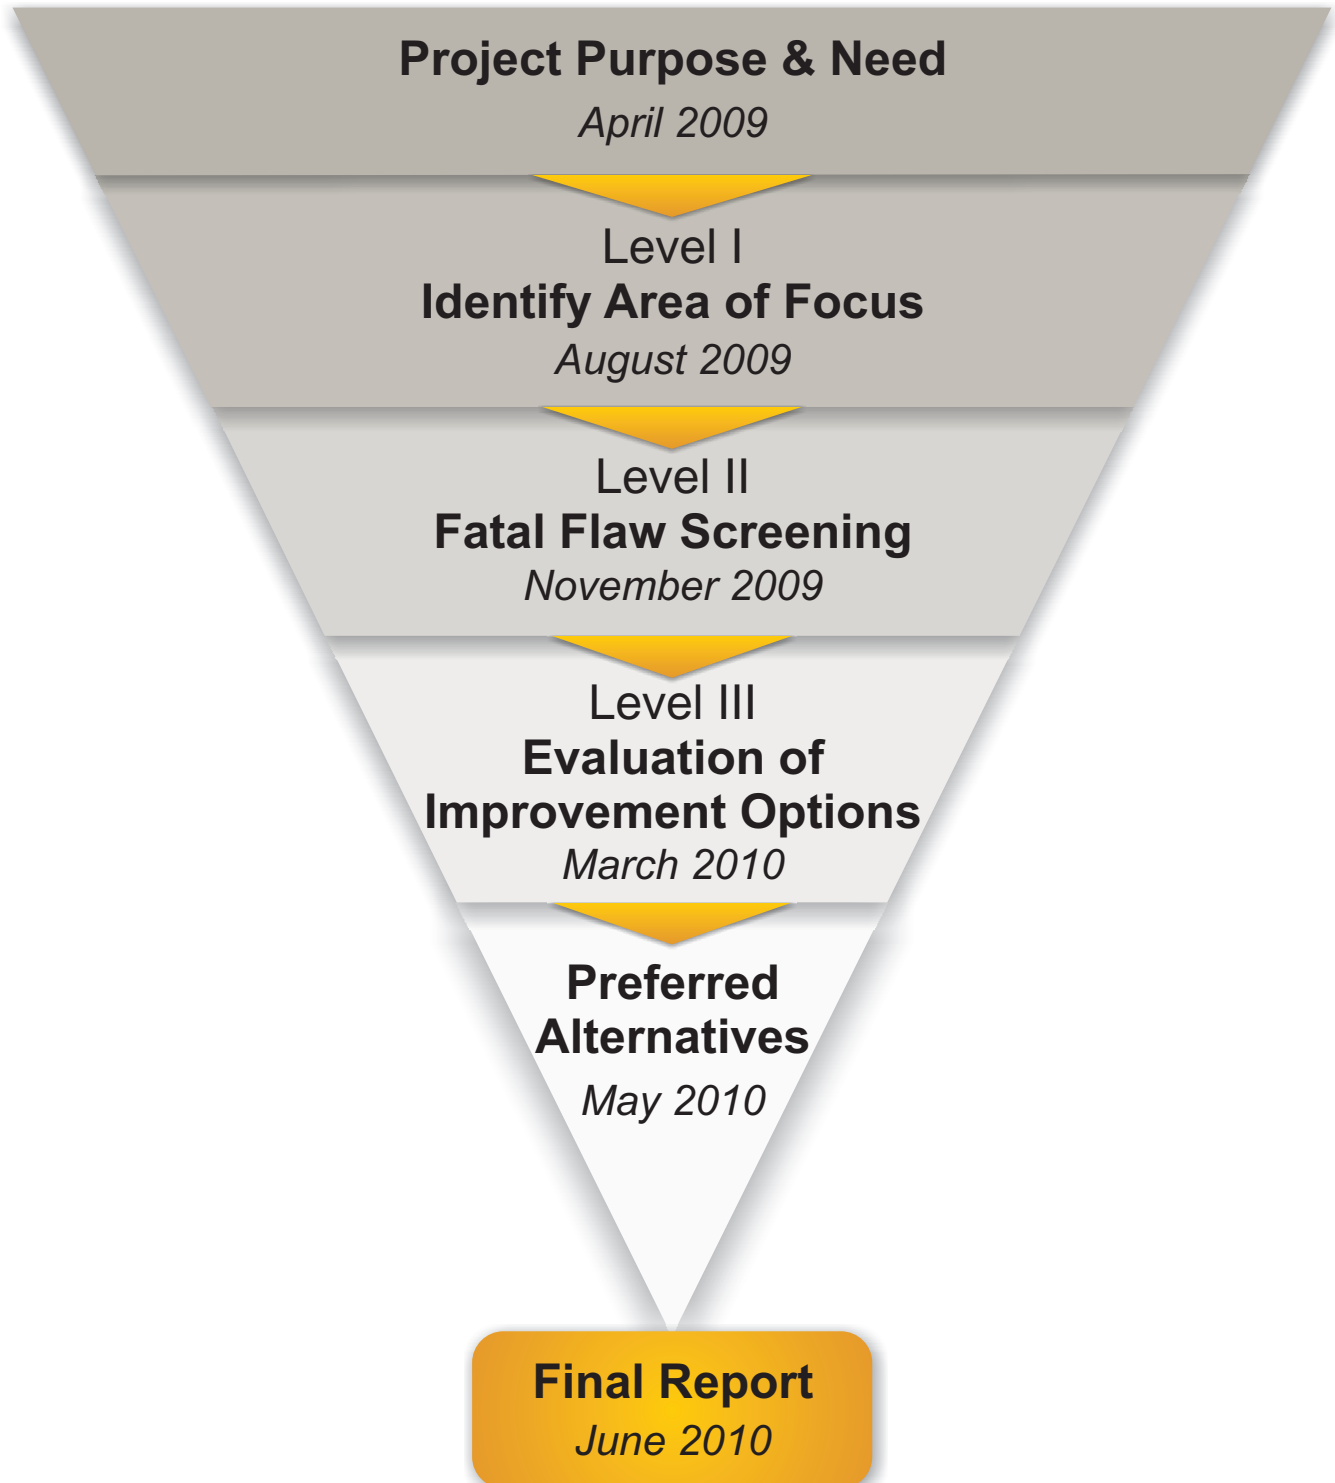 Project Purpose & Need
April 2009
Level I
Identify Area of Focus
August 2009
Level II
Fatal Flaw Screening
November 2009
Level III
Evaluation of
Improvement Options
March 2010
Preferred
Alternatives
May 2010
Final Report
June 2010